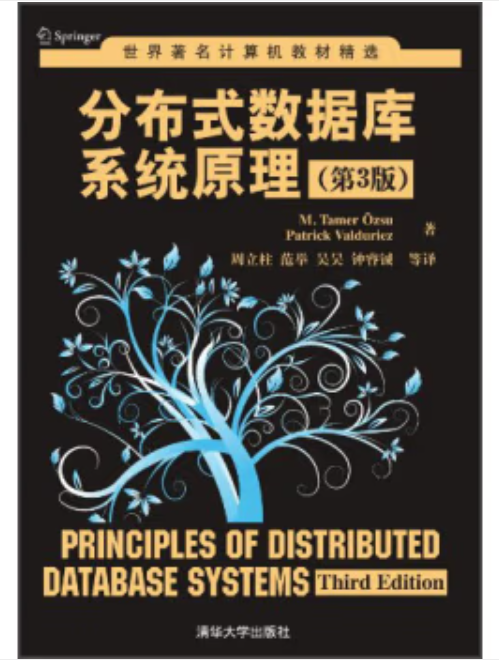 Springer
世界著名计算机教材精选
分布式数据库
系统原理(第3版)
M. Tamer Özsu
Patrick Valduriez 著
周立柱 范举 吴昊 钟睿铖 等译
PRINCIPLES OF DISTRIBUTED
DATABASE SYSTEMS Third Edition
清华大学出版社